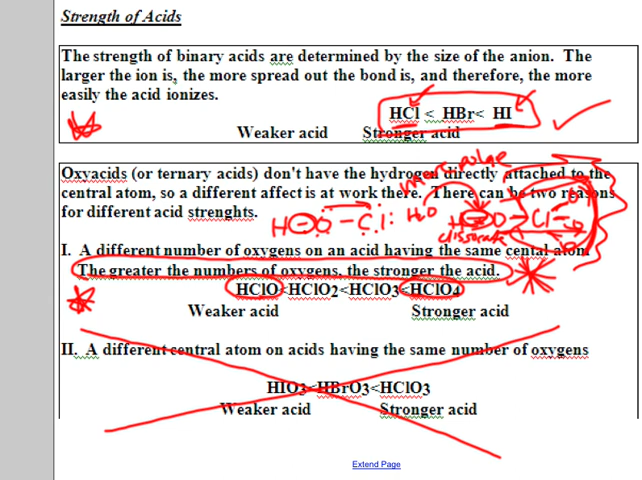 Strength of Acids
The strength of binary acids are determined by the size of the anion. The
larger the ion is, the more spread out the bond is, and therefore, the more
easily the acid ionizes.
HCl < HBr< HI
Weaker acid Stronger acid
Oxyacids (or ternary acids) don't have the hydrogen directly attached to the
central atom, so a different affect is at work there. There can be two reasons
for different acid strenghts.
more polar
H-O-Cl:
H2O
H-O-Cl-O
O
O
I. A different number of oxygens on an acid having the same cental atom
The greater the numbers of oxygens, the stronger the acid.
HClO<HClO2<HClO3<HClO4
Weaker acid Stronger acid
II. A different central atom on acids having the same number of oxygens
HIO3<HBrO3<HClO3
Weaker acid Stronger acid
Extend Page